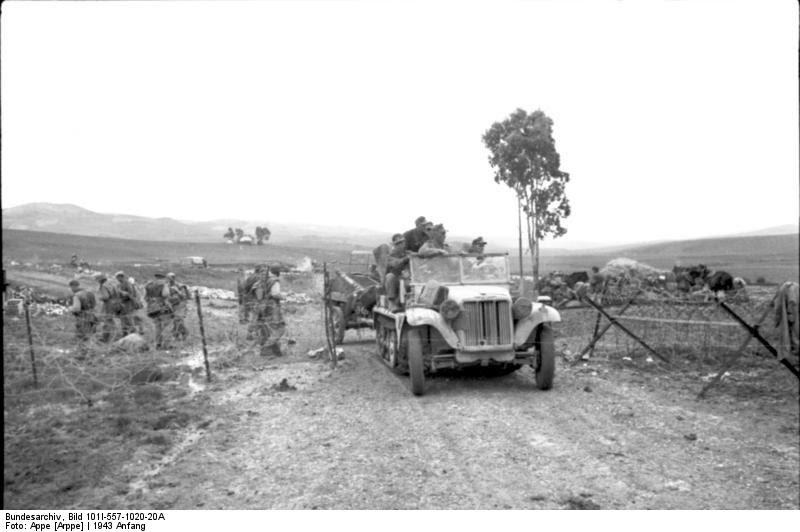 Bundesarchiv, Bild 101I-557-1020-20A
Foto: Appe [Arppe] | 1943 Anfang